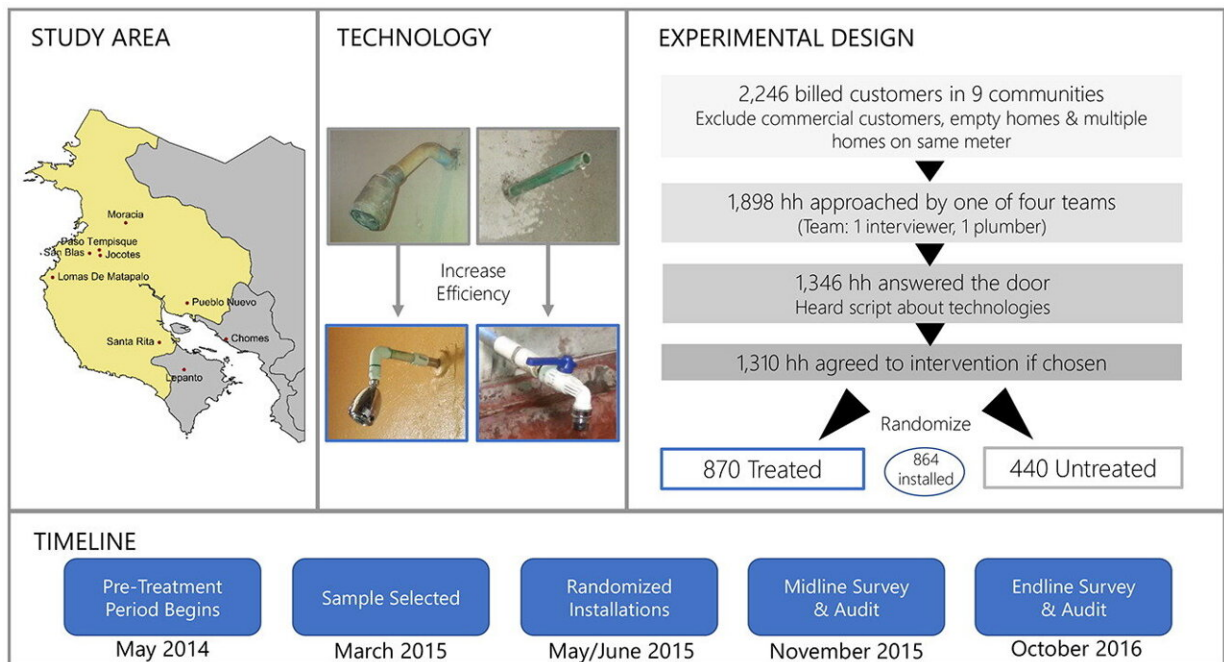 STUDY AREA
Moracia
Paso Tempisque
San Blas
Jocotes
Lomas De Matapalo
Pueblo Nuevo
Santa Rita
Chomes
Lepanto
TECHNOLOGY
Increase
Efficiency
EXPERIMENTAL DESIGN
2,246 billed customers in 9 communities
Exclude commercial customers, empty homes & multiple
homes on same meter
1,898 hh approached by one of four teams
(Team: 1 interviewer, 1 plumber)
1,346 hh answered the door
Heard script about technologies
1,310 hh agreed to intervention if chosen
Randomize
870 Treated
864
installed
440 Untreated
TIMELINE
Pre-Treatment
Period Begins
May 2014
Sample Selected
March 2015
Randomized
Installations
May/June 2015
Midline Survey
& Audit
November 2015
Endline Survey
& Audit
October 2016